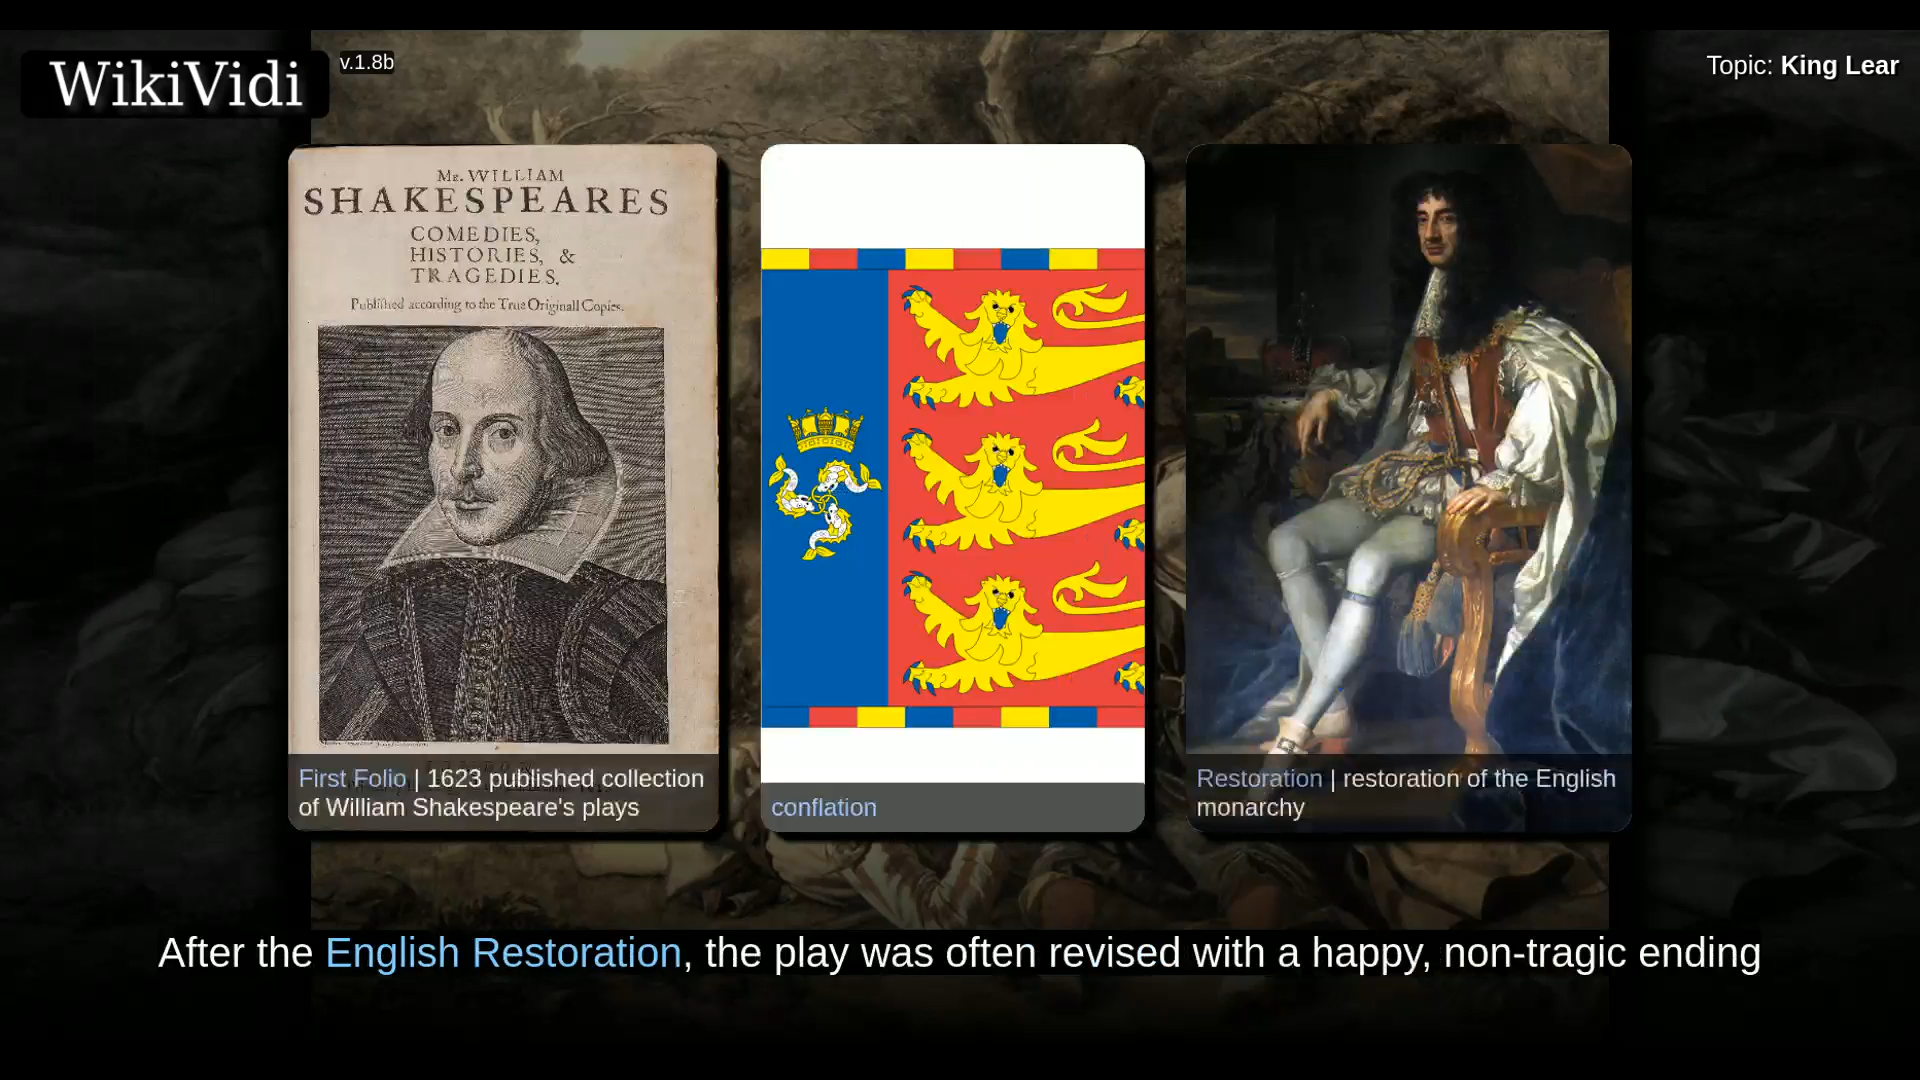 WikiVidi
v.1.8b
Topic: King Lear
Mr. WILLIAM
SHAKESPEARES
COMEDIES,
HISTORIES, &
TRAGEDIES.
Published according to the True Originall Copies.
First Folio | 1623 published collection
of William Shakespeare's plays
conflation
Restoration | restoration of the English
monarchy
After the English Restoration, the play was often revised with a happy, non-tragic ending